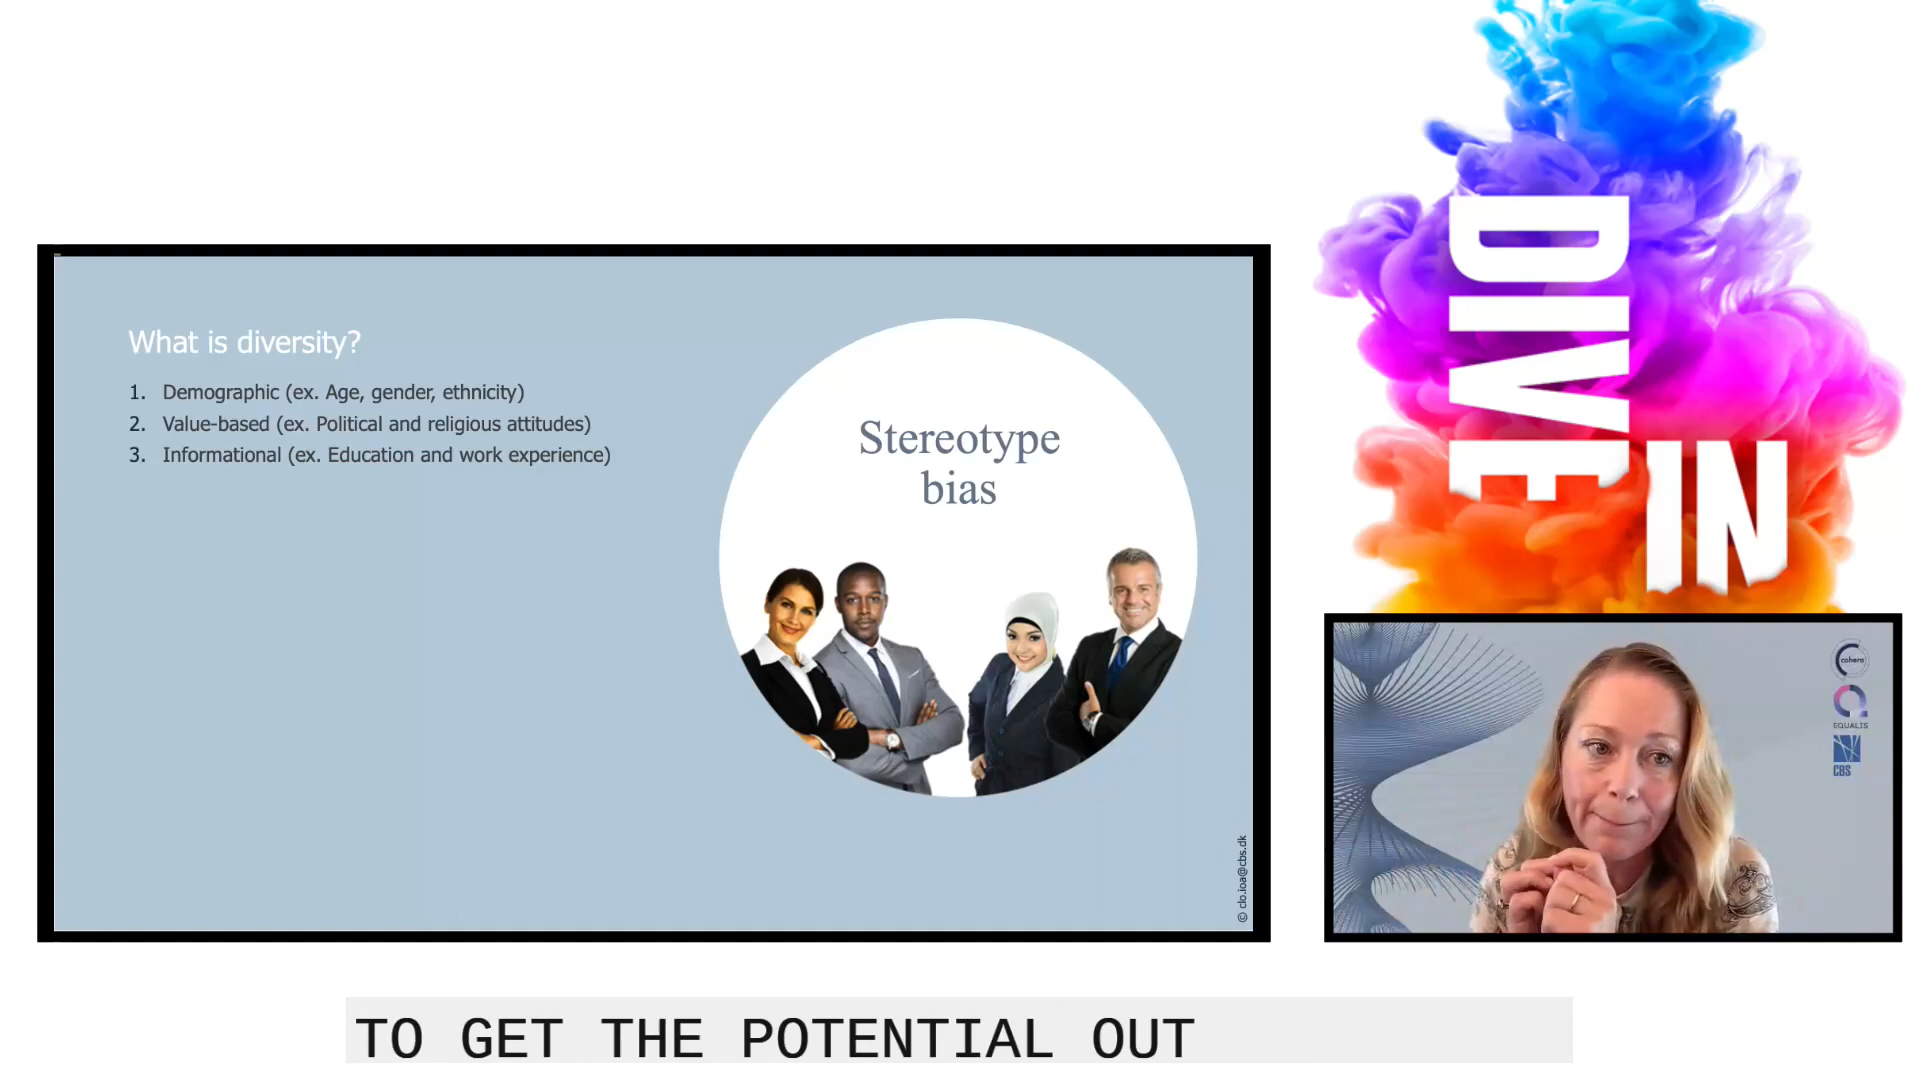 What is diversity?
1. Demographic (ex. Age, gender, ethnicity)
2. Value-based (ex. Political and religious attitudes)
3. Informational (ex. Education and work experience)
Stereotype
bias
© clo.ioa@cbs.dk
DIVE
IN
cohera
EQUALIS
CBS
TO GET THE POTENTIAL OUT